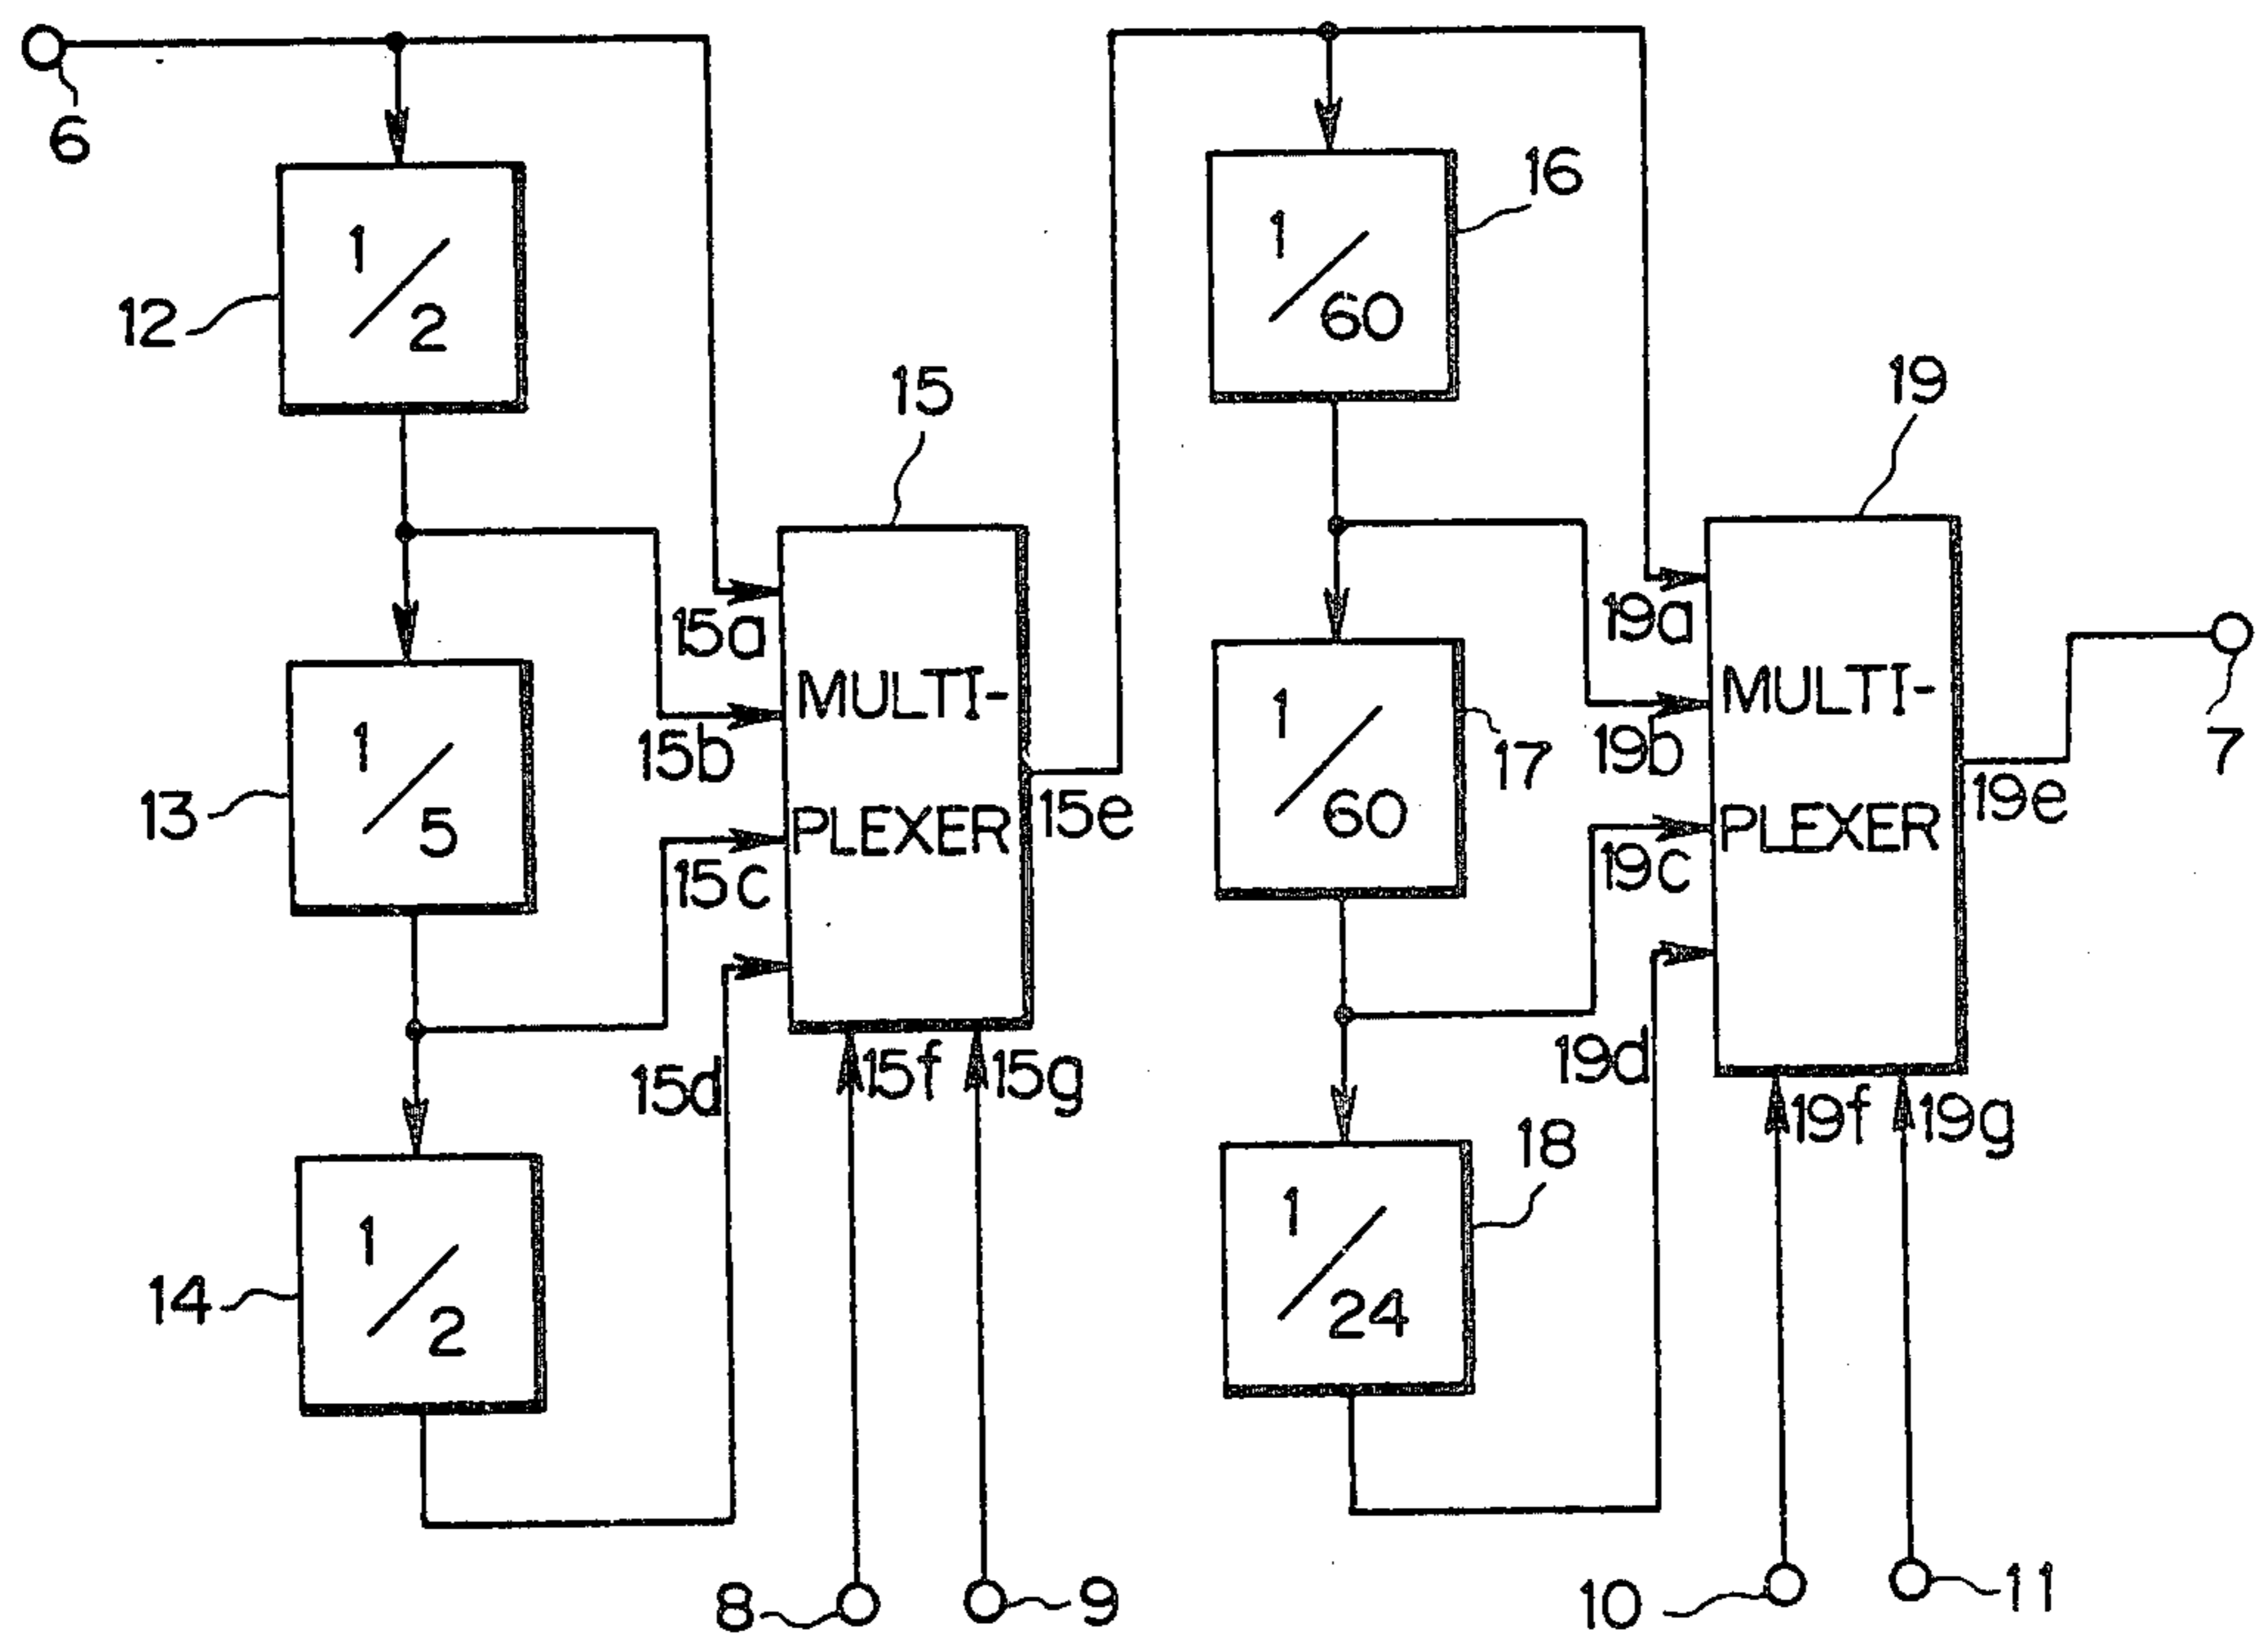 6
1/2
12
15
1/60
16
19
15a
MULTI-
PLEXER
15b
15c
15d
15e
15f
15g
1/5
13
1/60
17
19a
MULTI-
PLEXER
19b
19c
19d
19e
19f
19g
7
1/2
14
1/24
18
8
9
10
11